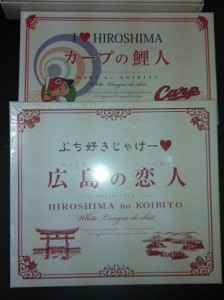 I♥HIROSHIMA
カープの鯉人
Carp
ぶち好きじゃけー♥
広島の恋人
HIROSHIMA no KOIBITO
White Langue de chat